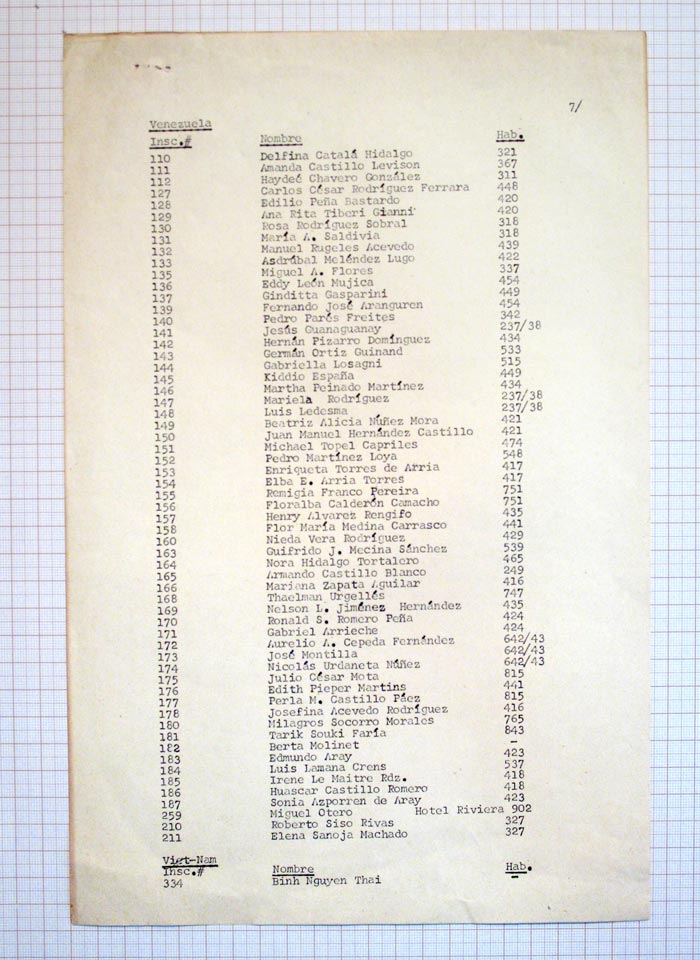 7/
Venezuela
Insc.# Nombre Hab.
110 Delfina Catalá Hidalgo 321
111 Amanda Castillo Levison 367
112 Haydeé Chavero González 311
127 Carlos César Rodríguez Ferrara 448
128 Edilio Peña Bastardo 420
129 Ana Rita Tiberi Gianni 420
130 Rosa Rodríguez Sobral 318
131 María A. Saldivia 318
132 Manuel Rugeles Acevedo 439
133 Asdrúbal Meléndez Lugo 422
135 Miguel A. Flores 337
136 Eddy León Mujica 454
137 Ginditta Gasparini 449
139 Fernando José Aranguren 454
140 Pedro Parés Freites 342
141 Jesús Guanaguanay 237/38
142 Hernán Pizarro Domínguez 434
143 Germán Ortiz Guinand 533
144 Gabriella Losagni 515
145 Kiddio España 449
146 Martha Peinado Martínez 434
147 Mariela Rodríguez 237/38
148 Luis Ledesma 237/38
149 Beatriz Alicia Núñez Mora 421
150 Juan Manuel Hernández Castillo 421
151 Michael Topel Capriles 474
152 Pedro Martínez Loya 548
153 Enriqueta Torres de Arria 417
154 Elba E. Arria Torres 417
155 Remigia Franco Pereira 751
156 Floralba Calderón Camacho 751
157 Henry Alvarez Rengifo 435
158 Flor María Medina Carrasco 441
160 Nieda Vera Rodríguez 429
163 Guifrido J. Mecina Sánchez 539
164 Nora Hidalgo Tortalero 465
165 Armando Castillo Blanco 249
166 Mariana Zapata Aguilar 416
168 Thaelman Urgellés 747
169 Nelson L. Jiménez Hernández 435
170 Ronald S. Romero Peña 424
171 Gabriel Arrieche 424
172 Aurelio A. Cepeda Fernández 642/43
173 José Montilla 642/43
174 Nicolás Urdaneta Núñez 642/43
175 Julio César Mota 815
176 Edith Pieper Martins 441
177 Perla M. Castillo Páez 815
178 Josefina Acevedo Rodríguez 416
180 Milagros Socorro Morales 765
181 Tarik Souki Faría 843
182 Berta Molinet -
183 Edmundo Aray 423
184 Luis Lamana Crens 537
185 Irene Le Maitre Rdz. 418
186 Huascar Castillo Romero 418
187 Sonia Azporren de Aray 423
259 Miguel Otero Hotel Riviera 902
210 Roberto Siso Rivas 327
211 Elena Sanoja Machado 327
Viet-Nam
Insc.# Nombre Hab.
334 Binh Nguyen Thai -